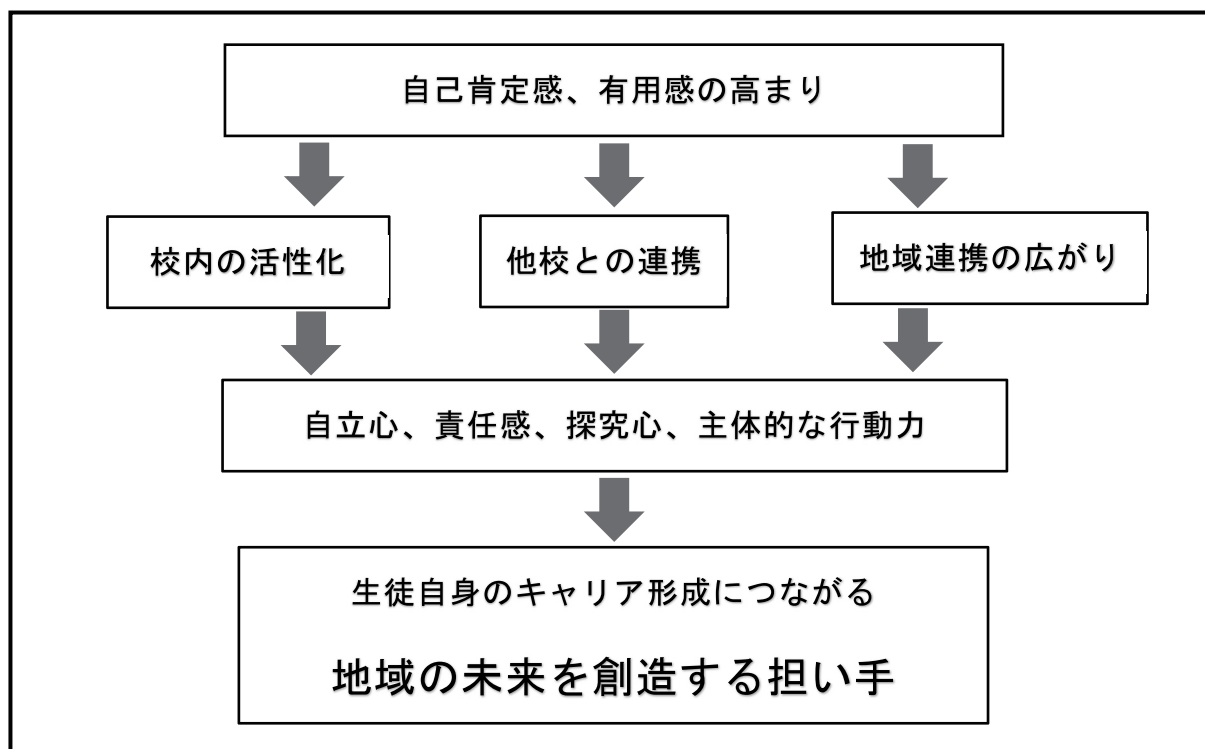 自己肯定感、有用感の高まり
校内の活性化
他校との連携
地域連携の広がり
自立心、責任感、探究心、主体的な行動力
生徒自身のキャリア形成につながる
地域の未来を創造する担い手